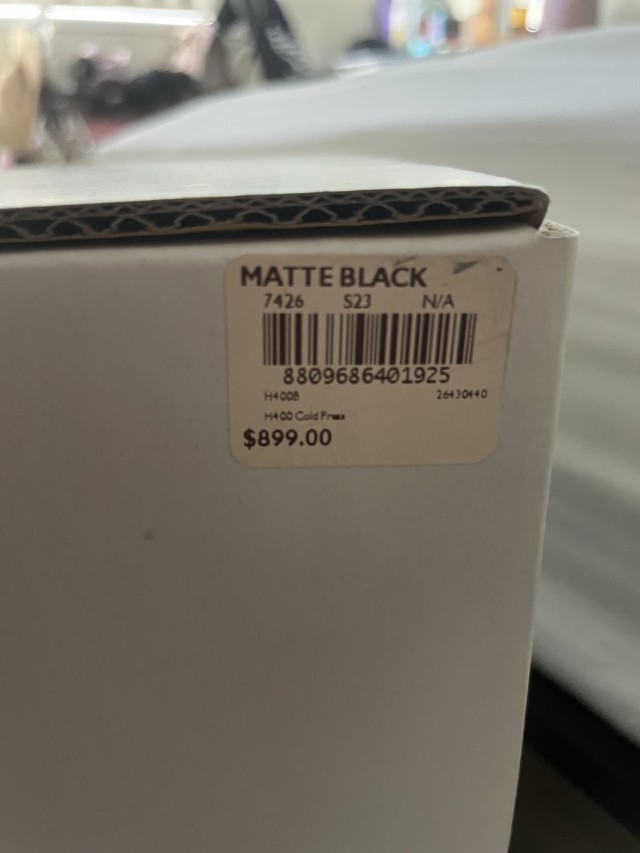 MATTE BLACK
7426 S23 N/A
8809686401925
H400B 26430440
H400 Cold Press
$899.00